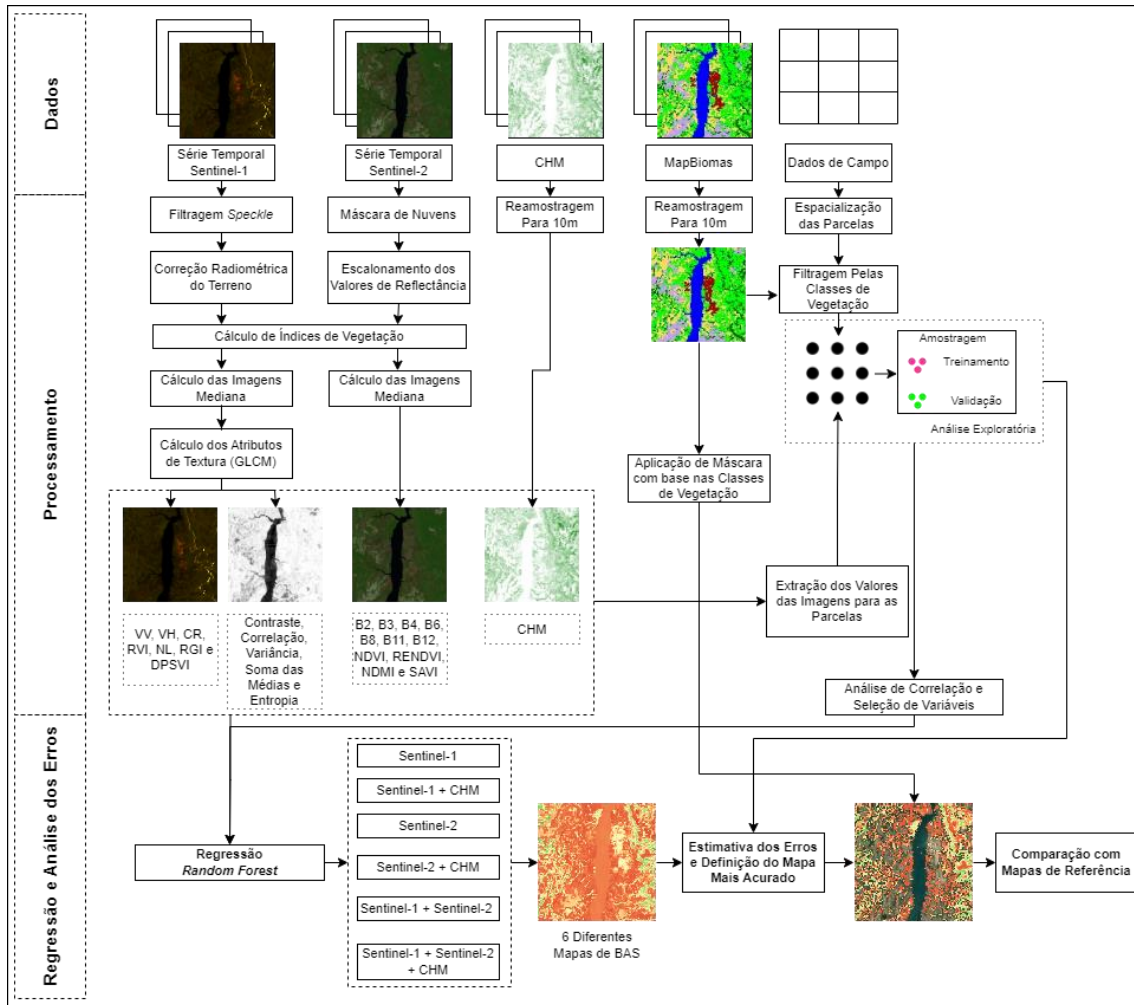 Dados
Série Temporal
Sentinel-1
Série Temporal
Sentinel-2
CHM
MapBiomas
Dados de Campo
Processamento
Filtragem Speckle
Máscara de Nuvens
Reamostragem
Para 10m
Reamostragem
Para 10m
Espacialização
das Parcelas
Correção Radiométrica
do Terreno
Escalonamento dos
Valores de Reflectância
Filtragem Pelas
Classes de
Vegetação
Cálculo de Índices de Vegetação
Amostragem
Treinamento
Validação
Análise Exploratória
Cálculo das Imagens
Mediana
Cálculo das Imagens
Mediana
Cálculo dos Atributos
de Textura (GLCM)
Aplicação de Máscara
com base nas Classes
de Vegetação
Extração dos Valores
das Imagens para as
Parcelas
VV, VH, CR,
RVI, NL, RGI e
DPSVI
Contraste,
Correlação,
Variância,
Soma das
Médias e
Entropia
B2, B3, B4, B6,
B8, B11, B12,
NDVI, RENDVI,
NDMI e SAVI
CHM
Análise de Correlação e
Seleção de Variáveis
Regressão e Análise dos Erros
Regressão
Random Forest
Sentinel-1
Sentinel-1 + CHM
Sentinel-2
Sentinel-2 + CHM
Sentinel-1 + Sentinel-2
Sentinel-1 + Sentinel-2
+ CHM
6 Diferentes
Mapas de BAS
Estimativa dos Erros
e Definição do Mapa
Mais Acurado
Comparação com
Mapas de Referência